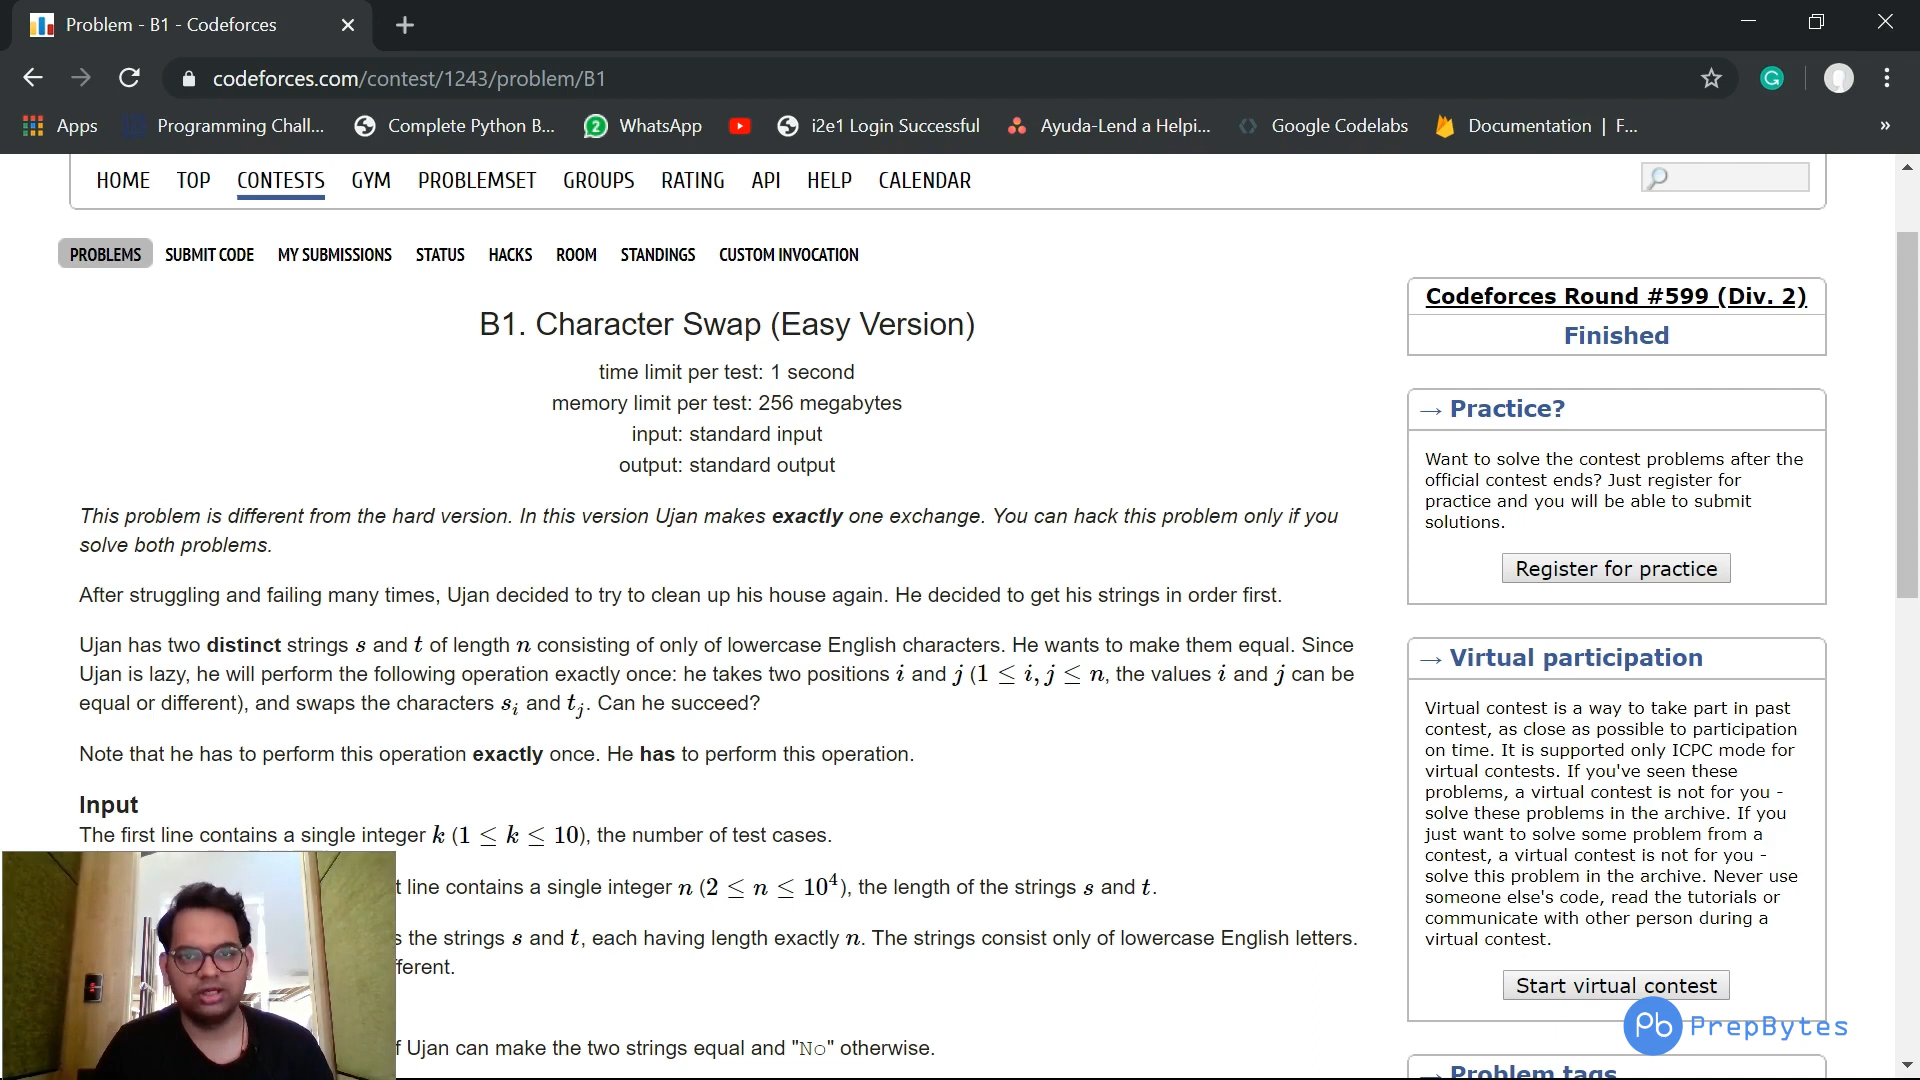 Problem - B1 - Codeforces
codeforces.com/contest/1243/problem/B1
Apps Programming Chall... Complete Python B... WhatsApp i2e1 Login Successful Ayuda-Lend a Helpi... Google Codelabs Documentation | F... »
HOME TOP CONTESTS GYM PROBLEMSET GROUPS RATING API HELP CALENDAR
PROBLEMS SUBMIT CODE MY SUBMISSIONS STATUS HACKS ROOM STANDINGS CUSTOM INVOCATION
B1. Character Swap (Easy Version)
time limit per test: 1 second
memory limit per test: 256 megabytes
input: standard input
output: standard output
This problem is different from the hard version. In this version Ujan makes exactly one exchange. You can hack this problem only if you
solve both problems.
After struggling and failing many times, Ujan decided to try to clean up his house again. He decided to get his strings in order first.
Ujan has two distinct strings s and t of length n consisting of only of lowercase English characters. He wants to make them equal. Since
Ujan is lazy, he will perform the following operation exactly once: he takes two positions i and j (1 ≤ i, j ≤ n, the values i and j can be
equal or different), and swaps the characters sᵢ and tⱼ. Can he succeed?
Note that he has to perform this operation exactly once. He has to perform this operation.
Input
The first line contains a single integer k (1 ≤ k ≤ 10), the number of test cases.
t line contains a single integer n (2 ≤ n ≤ 10⁴), the length of the strings s and t.
s the strings s and t, each having length exactly n. The strings consist only of lowercase English letters.
fferent.
f Ujan can make the two strings equal and "No" otherwise.
Codeforces Round #599 (Div. 2)
Finished
→ Practice?
Want to solve the contest problems after the
official contest ends? Just register for
practice and you will be able to submit
solutions.
Register for practice
→ Virtual participation
Virtual contest is a way to take part in past
contest, as close as possible to participation
on time. It is supported only ICPC mode for
virtual contests. If you've seen these
problems, a virtual contest is not for you -
solve these problems in the archive. If you
just want to solve some problem from a
contest, a virtual contest is not for you -
solve this problem in the archive. Never use
someone else's code, read the tutorials or
communicate with other person during a
virtual contest.
Start virtual contest
Pb PrepBytes
→ Problem tags